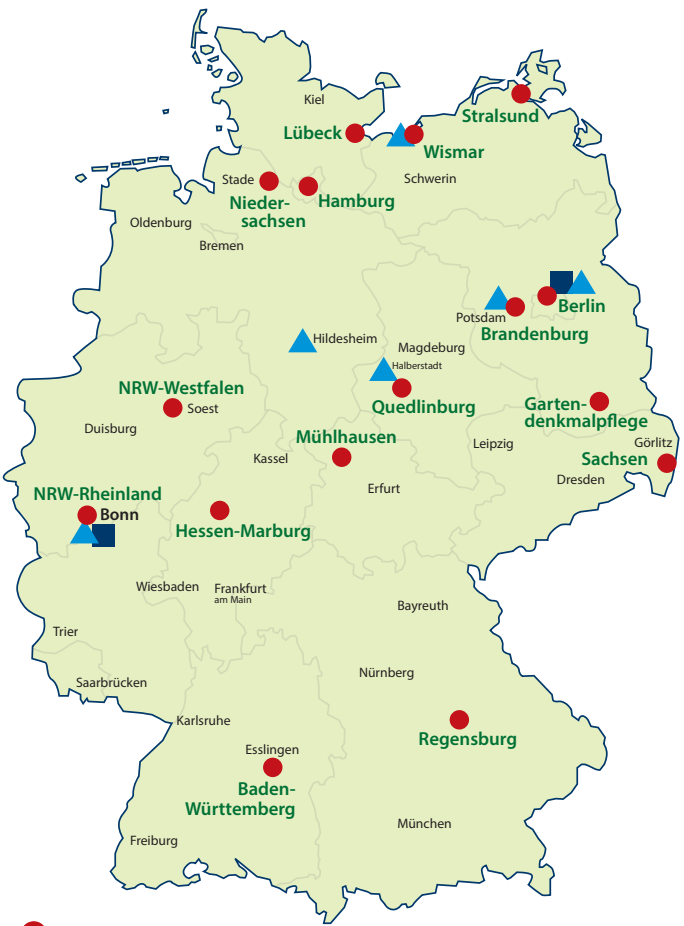 Kiel
Stralsund
Lübeck
Wismar
Stade
Schwerin
Nieder-
sachsen
Hamburg
Oldenburg
Bremen
Berlin
Potsdam
Brandenburg
Hildesheim
Magdeburg
Halberstadt
NRW-Westfalen
Soest
Quedlinburg
Garten-
denkmalpflege
Duisburg
Mühlhausen
Leipzig
Görlitz
Kassel
Sachsen
Dresden
Erfurt
NRW-Rheinland
Bonn
Hessen-Marburg
Wiesbaden
Frankfurt
am Main
Bayreuth
Trier
Nürnberg
Saarbrücken
Karlsruhe
Regensburg
Esslingen
Baden-
Württemberg
München
Freiburg